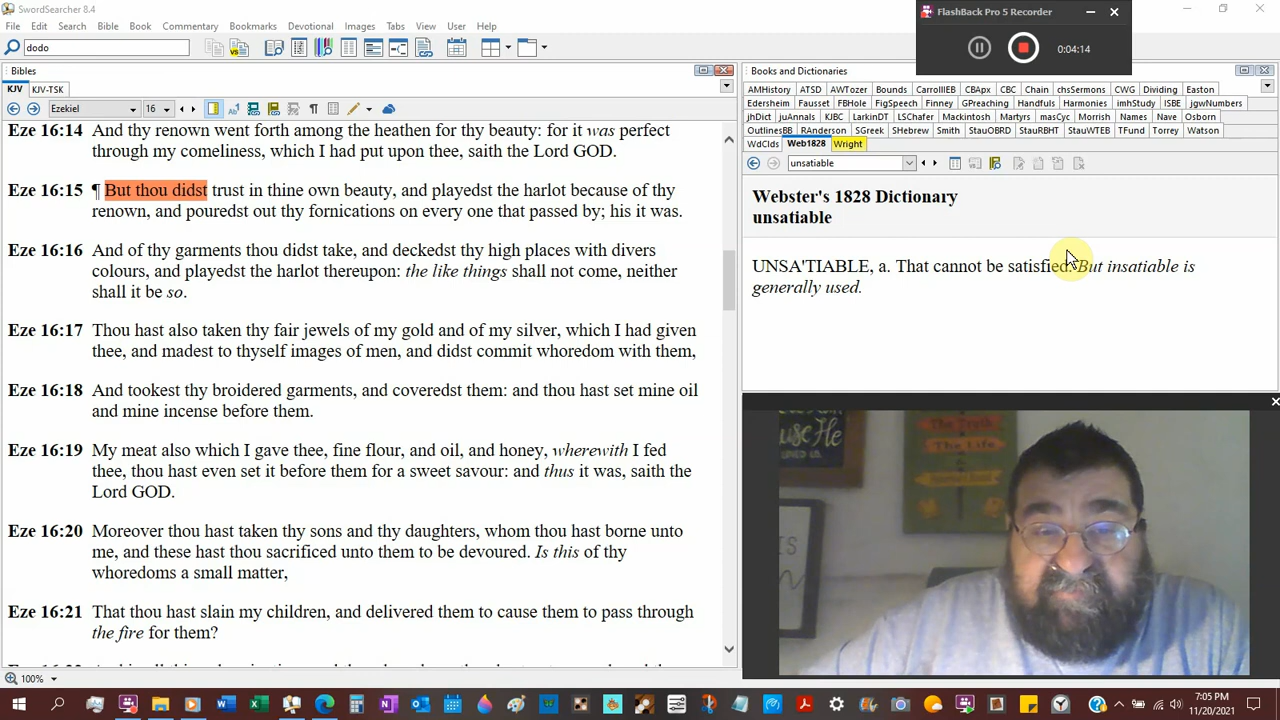 SwordSearcher 8.4
File Edit Search Book Commentary Devotional Images Tabs View User Help
dodo
FlashBack Pro 5 Recorder
0:04:14
Bibles
KJV KJV-TSK
Ezekiel 16
Eze 16:14 And thy renown went forth among the heathen for thy beauty: for it was perfect
through my comeliness, which I had put upon thee, saith the Lord GOD.
Eze 16:15 ¶ But thou didst trust in thine own beauty, and playedst the harlot because of thy
renown, and pouredst out thy fornications on every one that passed by; his it was.
Eze 16:16 And of thy garments thou didst take, and deckedst thy high places with divers
colours, and playedst the harlot thereupon: the like things shall not come, neither
shall it be so.
Eze 16:17 Thou hast also taken thy fair jewels of my gold and of my silver, which I had given
thee, and madest to thyself images of men, and didst commit whoredom with them,
Eze 16:18 And tookest thy broidered garments, and coveredst them: and thou hast set mine oil
and mine incense before them.
Eze 16:19 My meat also which I gave thee, fine flour, and oil, and honey, wherewith I fed
thee, thou hast even set it before them for a sweet savour: and thus it was, saith the
Lord GOD.
Eze 16:20 Moreover thou hast taken thy sons and thy daughters, whom thou hast borne unto
me, and these hast thou sacrificed unto them to be devoured. Is this of thy
whoredoms a small matter,
Eze 16:21 That thou hast slain my children, and delivered them to cause them to pass through
the fire for them?
100%
Books and Dictionaries
AMHistory ATSD AWTozer Bounds CarrollEB CBApx CBC Chain chsSermons CWG Dividing Easton
Edersheim Fausset FBHole FigSpeech Finney GPreaching Handfuls Harmonies imhStudy ISBE jgwNumbers
jhDict juAnnals KJBC LarkinDT LSChafer Mackintosh Martyrs masCyc Morrish Names Nave Osborn
OutlinesBB RAnderson SGreek SHebrew Smith StauOBRD StauRBHT StauWTEB TFund Torrey Watson
WdClds Web1828 Wright
unsatiable
Webster's 1828 Dictionary
unsatiable
UNSA'TIABLE, a. That cannot be satisfied. But insatiable is
generally used.
use He
LOVED US
The Truth
The Life
7:05 PM
11/20/2021